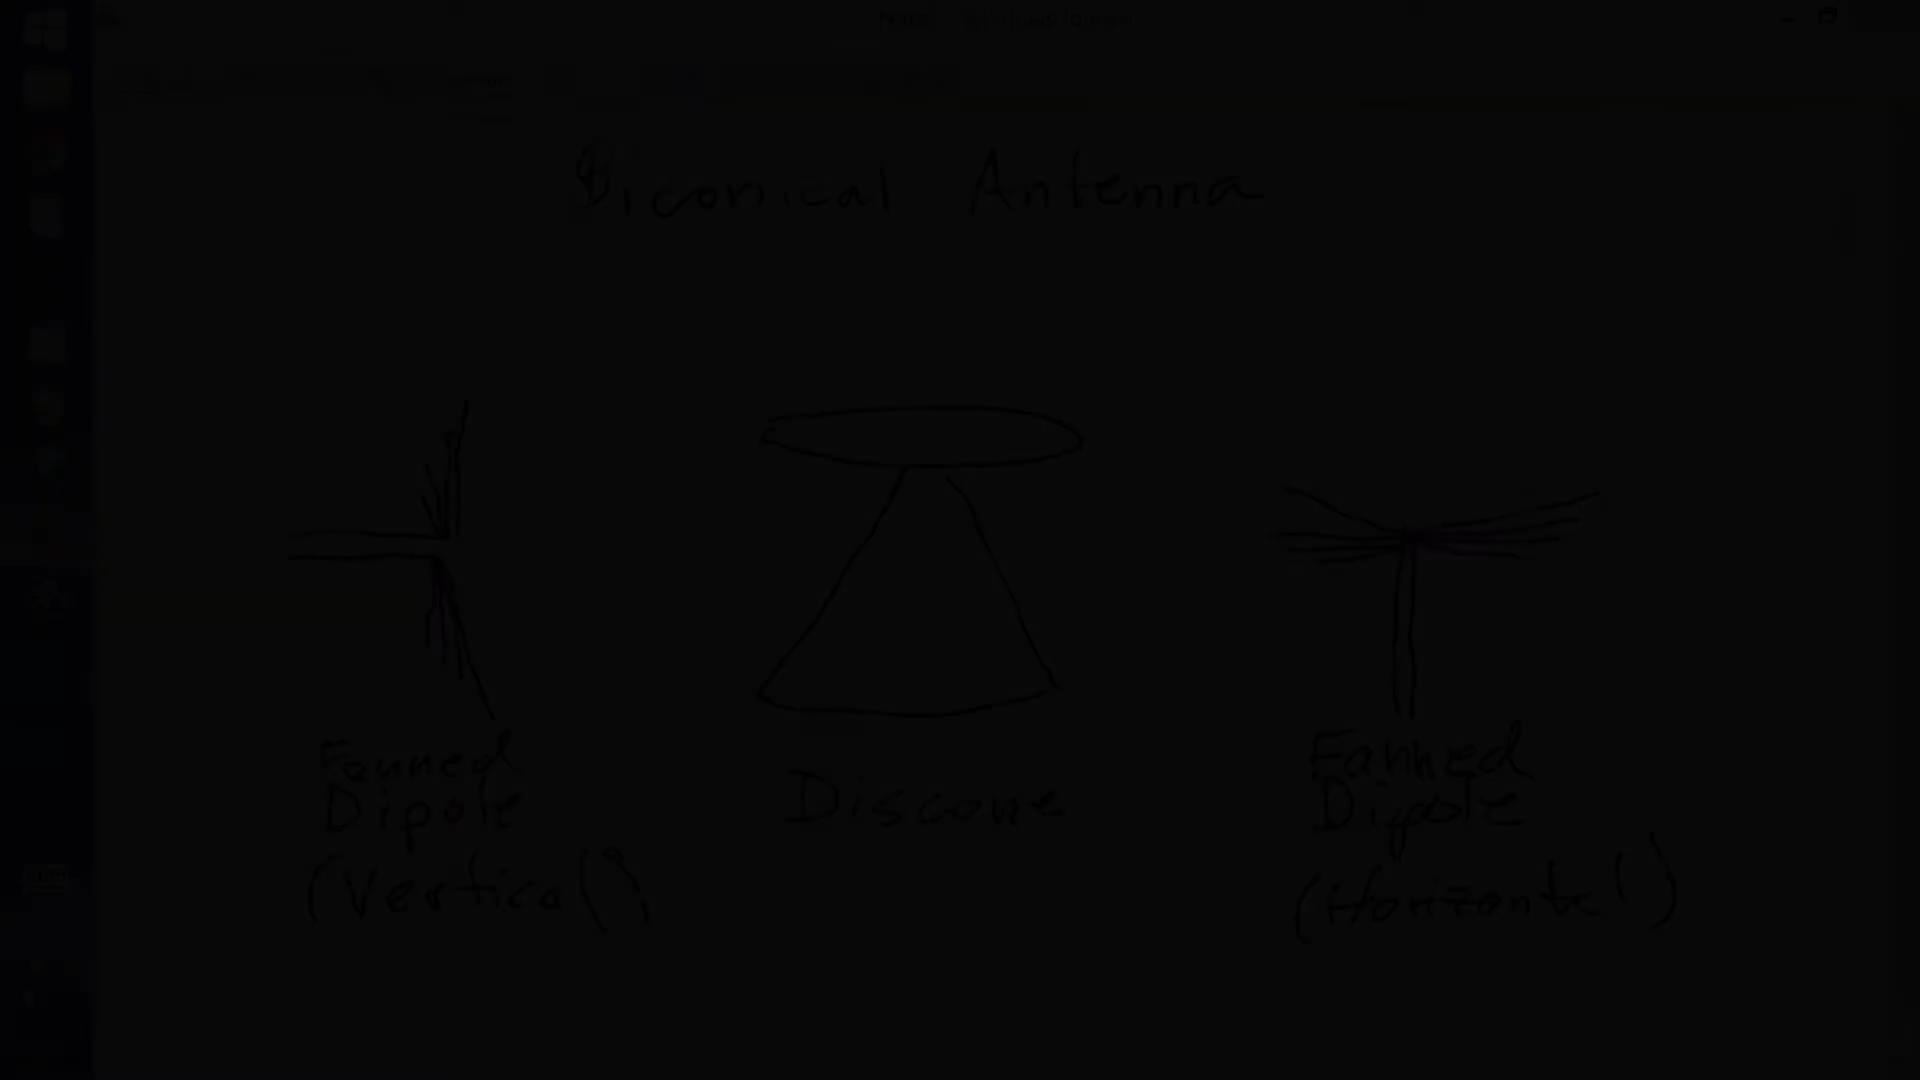 Biconical Antenna
Fanned
Dipole
(Vertical)
Discone
Fanned
Dipole
(Horizontal)